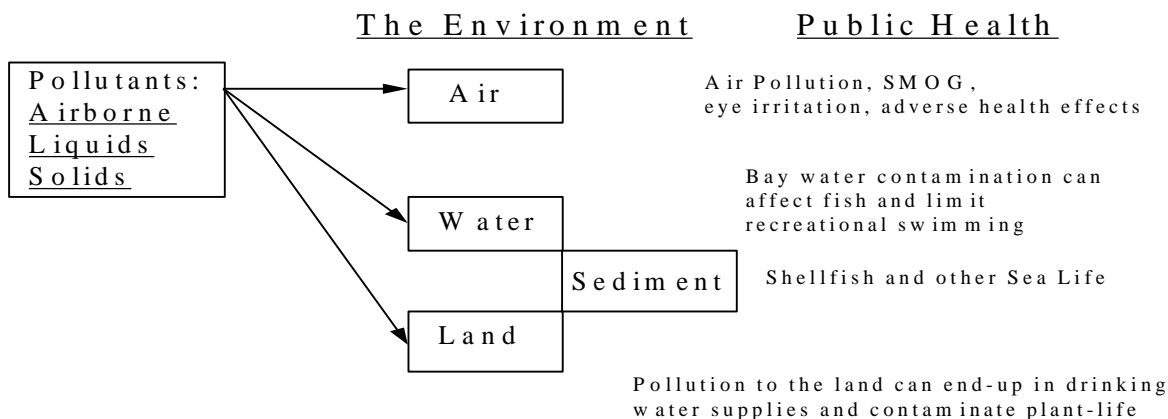 The Environment
Public Health
Pollutants:
Airborne
Liquids
Solids
Air
Air Pollution, SMOG,
eye irritation, adverse health effects
Water
Bay water contamination can
affect fish and limit
recreational swimming
Sediment
Shellfish and other Sea Life
Land
Pollution to the land can end-up in drinking
water supplies and contaminate plant-life